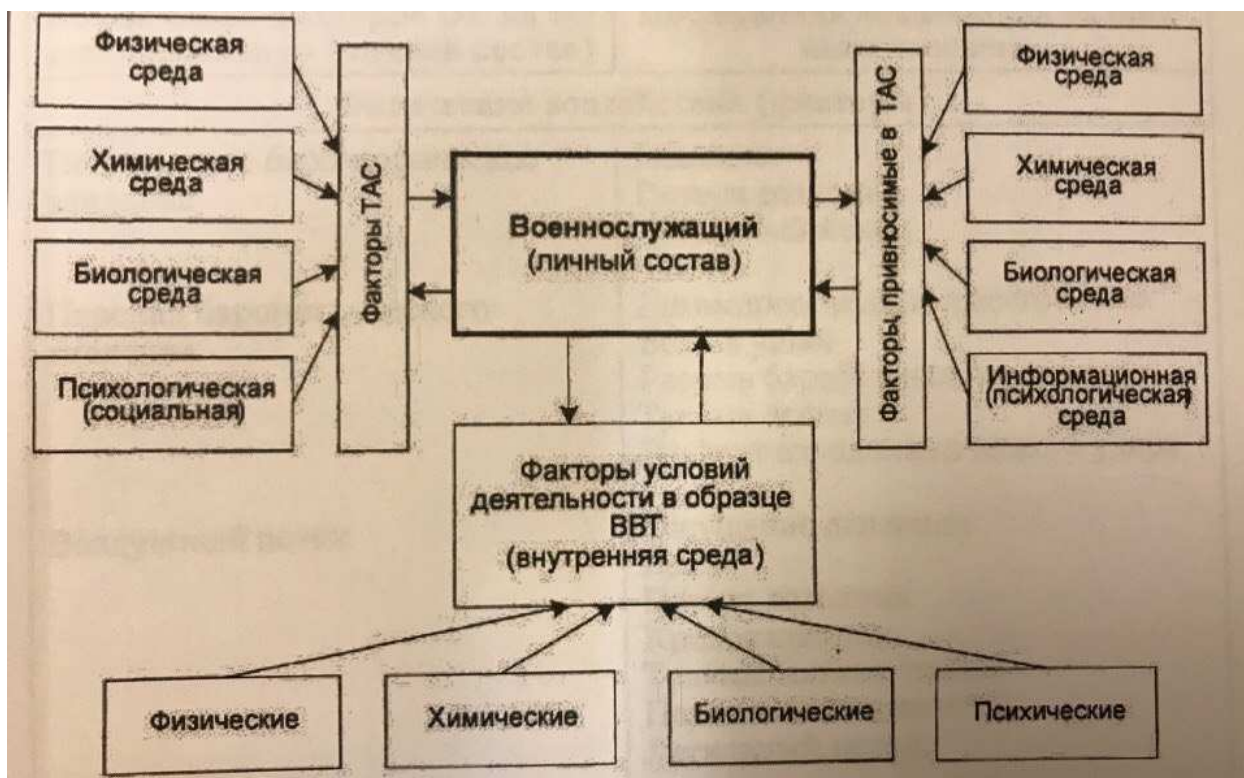 Физическая
среда
Химическая
среда
Биологическая
среда
Психологическая
(социальная)
Факторы ТАС
Военнослужащий
(личный состав)
Факторы, привносимые в ТАС
Физическая
среда
Химическая
среда
Биологическая
среда
Информационная
(психологическая)
среда
Факторы условий
деятельности в образце
ВВТ
(внутренняя среда)
Физические
Химические
Биологические
Психические